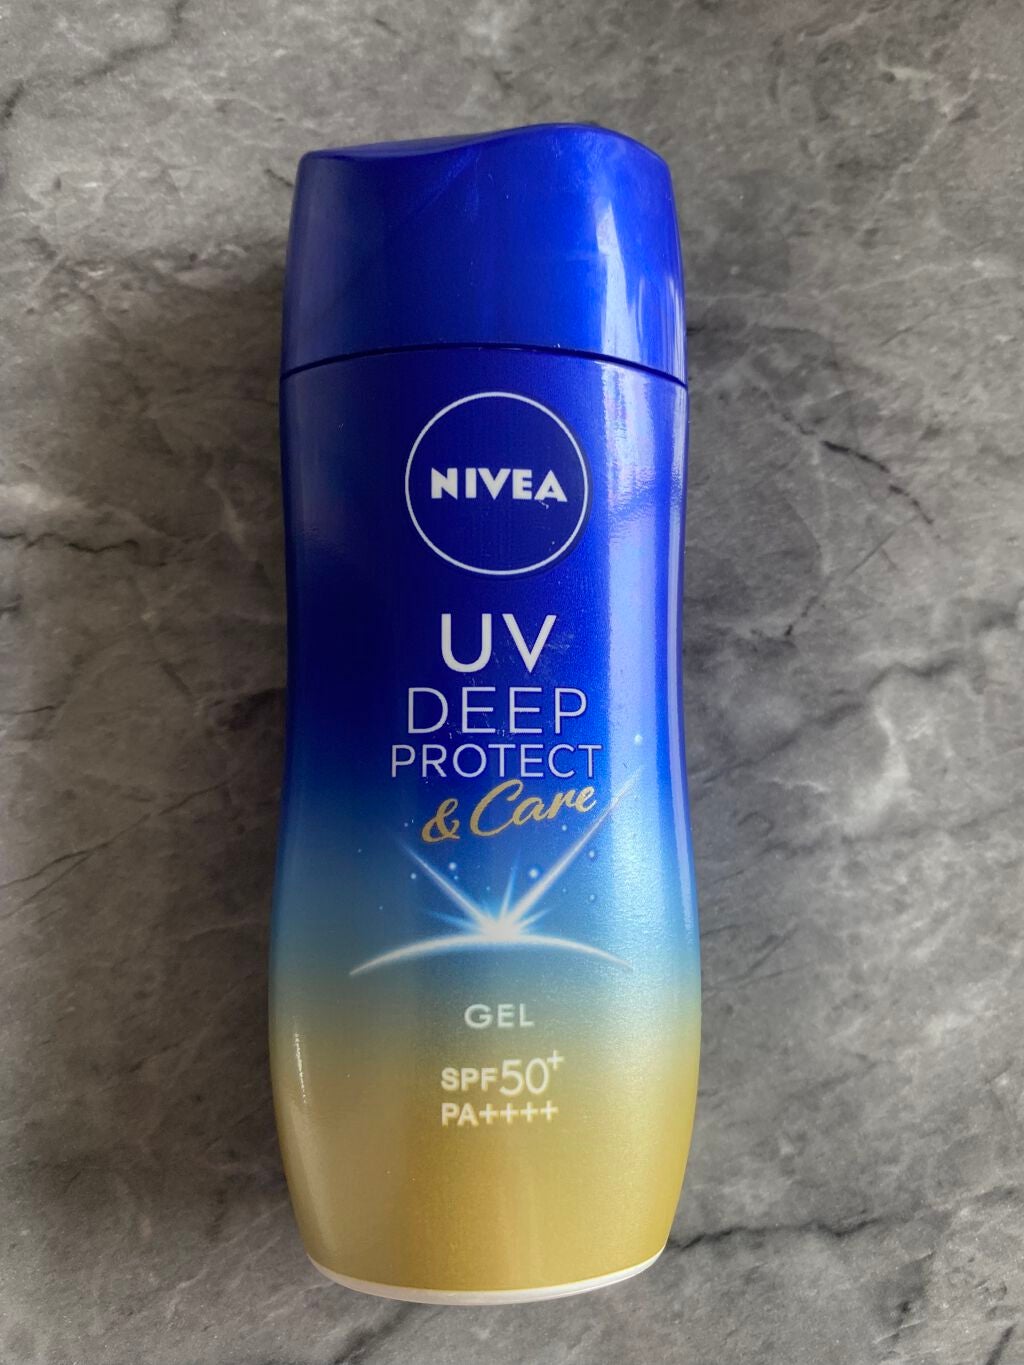 NIVEA
UV
DEEP
PROTECT
& Care
GEL
SPF50+
PA++++